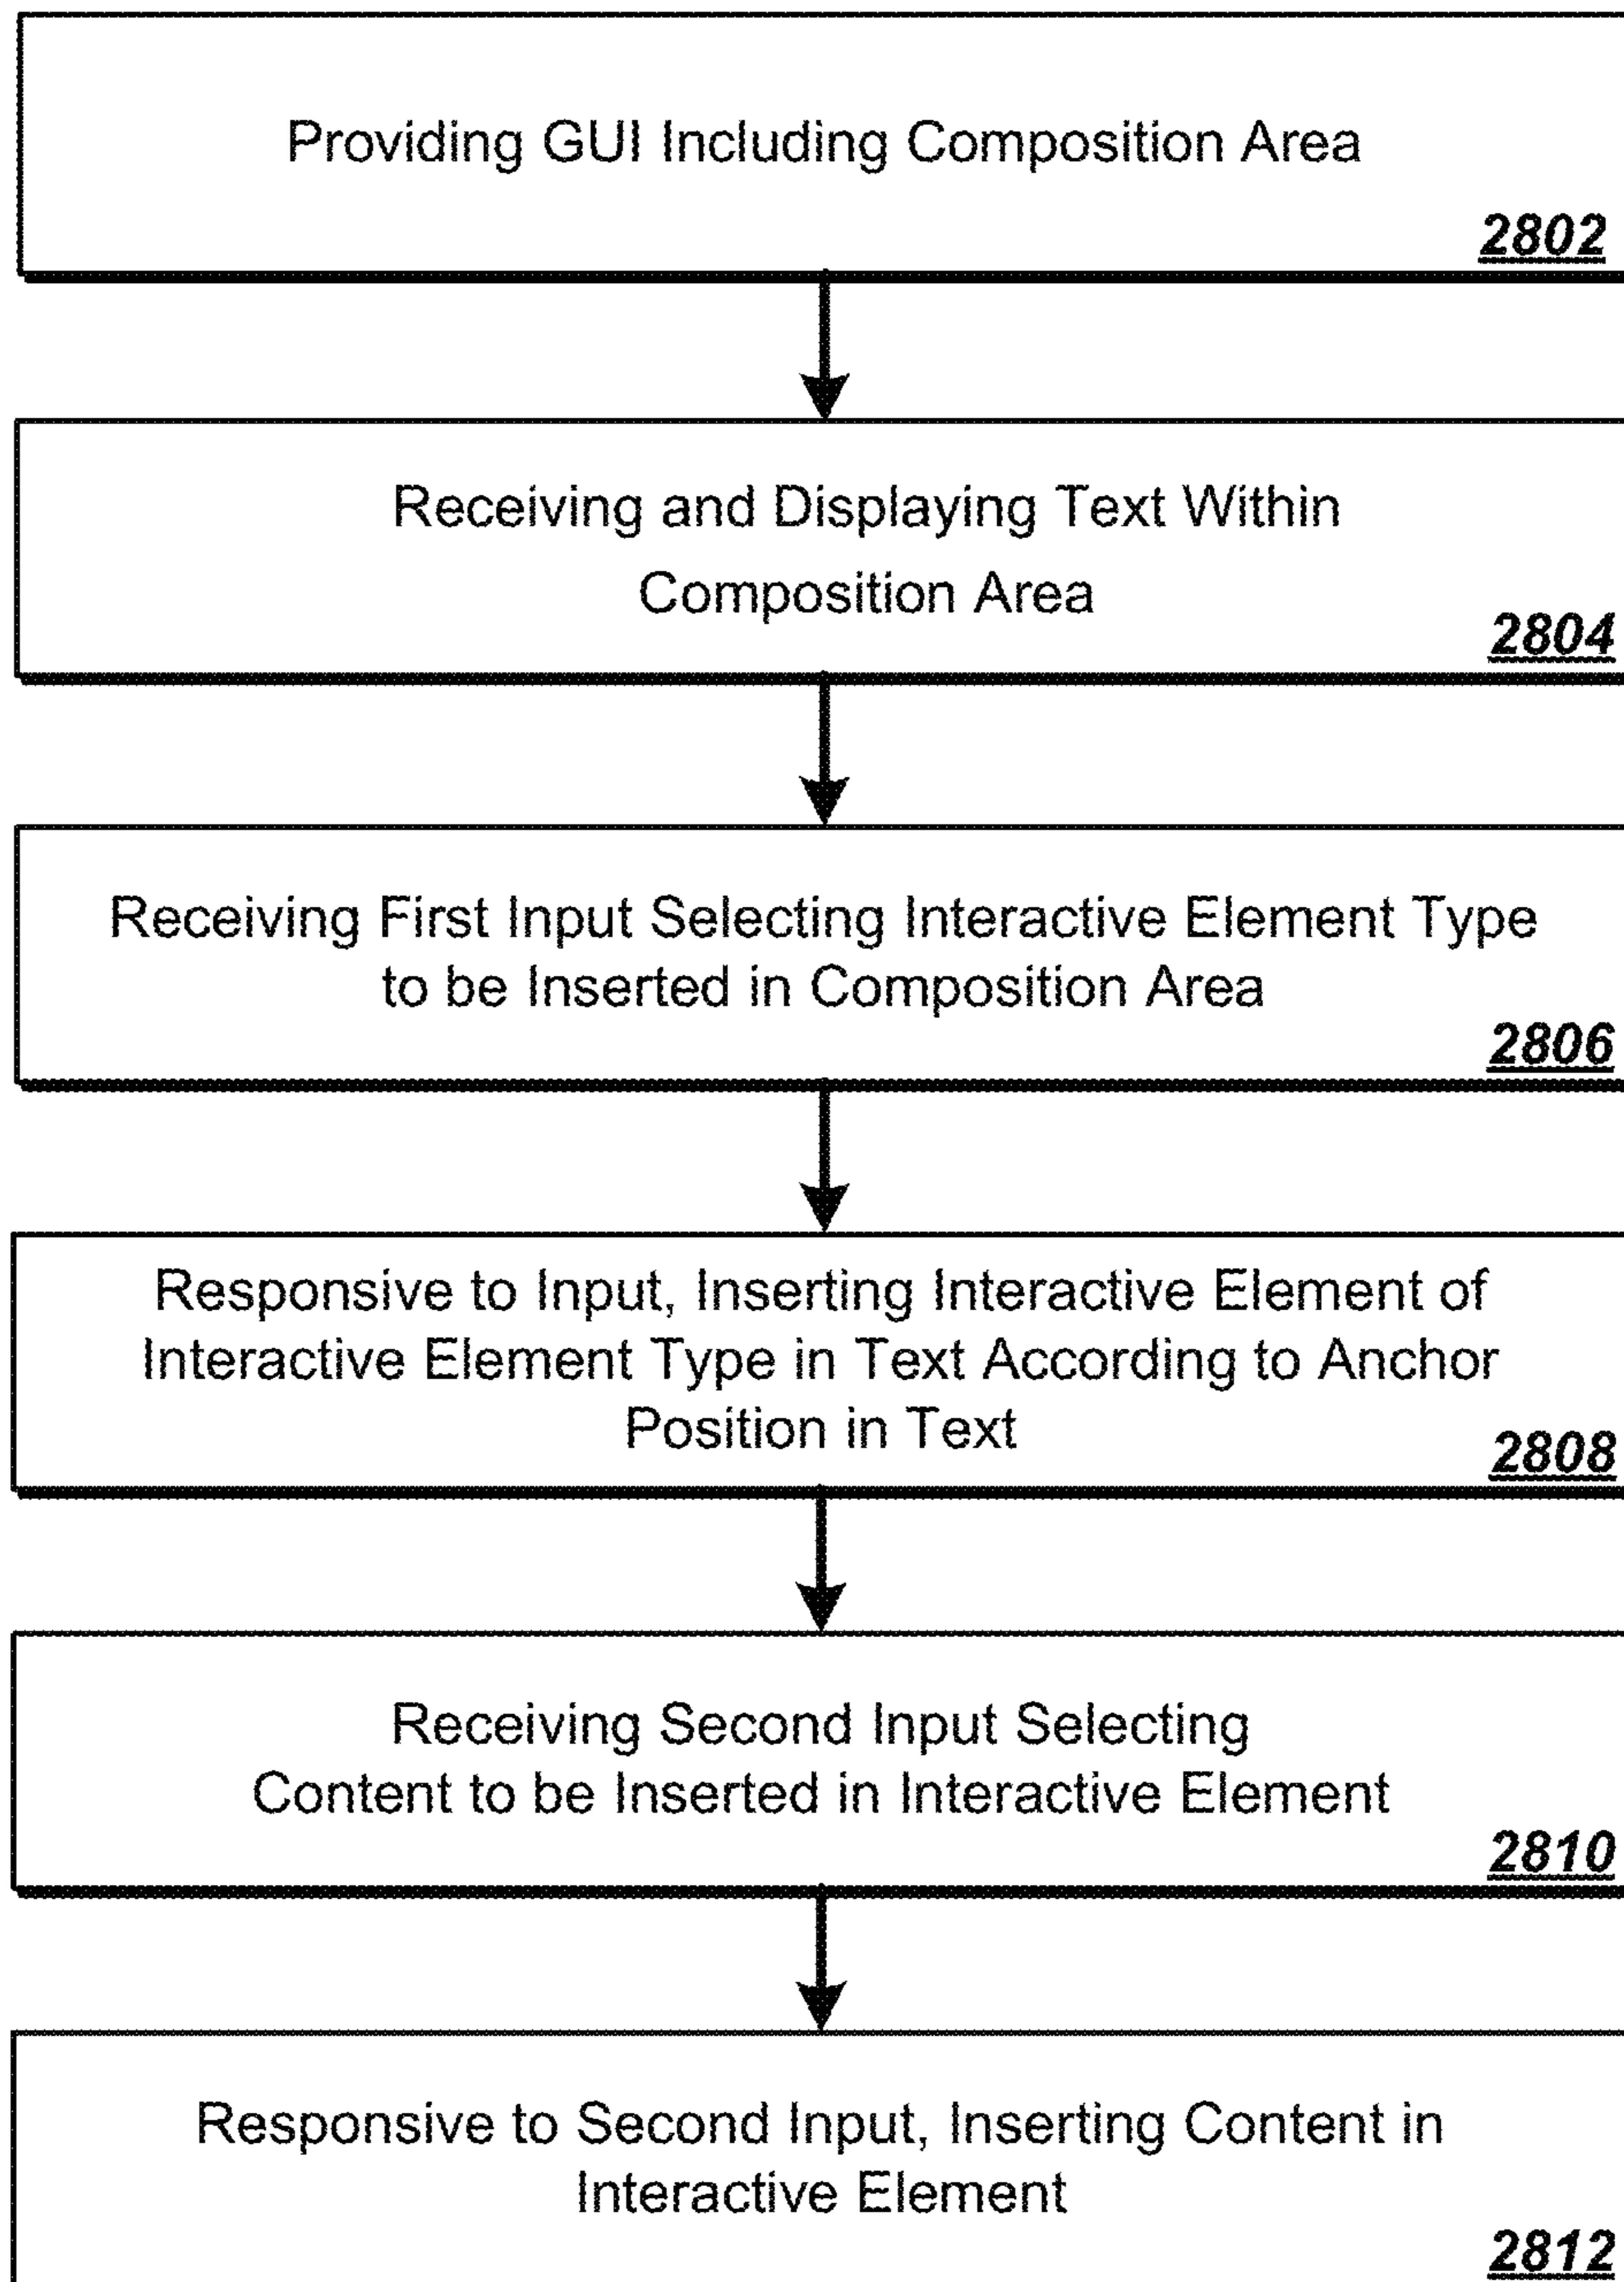 Providing GUI Including Composition Area
2802
Receiving and Displaying Text Within
Composition Area
2804
Receiving First Input Selecting Interactive Element Type
to be Inserted in Composition Area
2806
Responsive to Input, Inserting Interactive Element of
Interactive Element Type in Text According to Anchor
Position in Text
2808
Receiving Second Input Selecting
Content to be Inserted in Interactive Element
2810
Responsive to Second Input, Inserting Content in
Interactive Element
2812